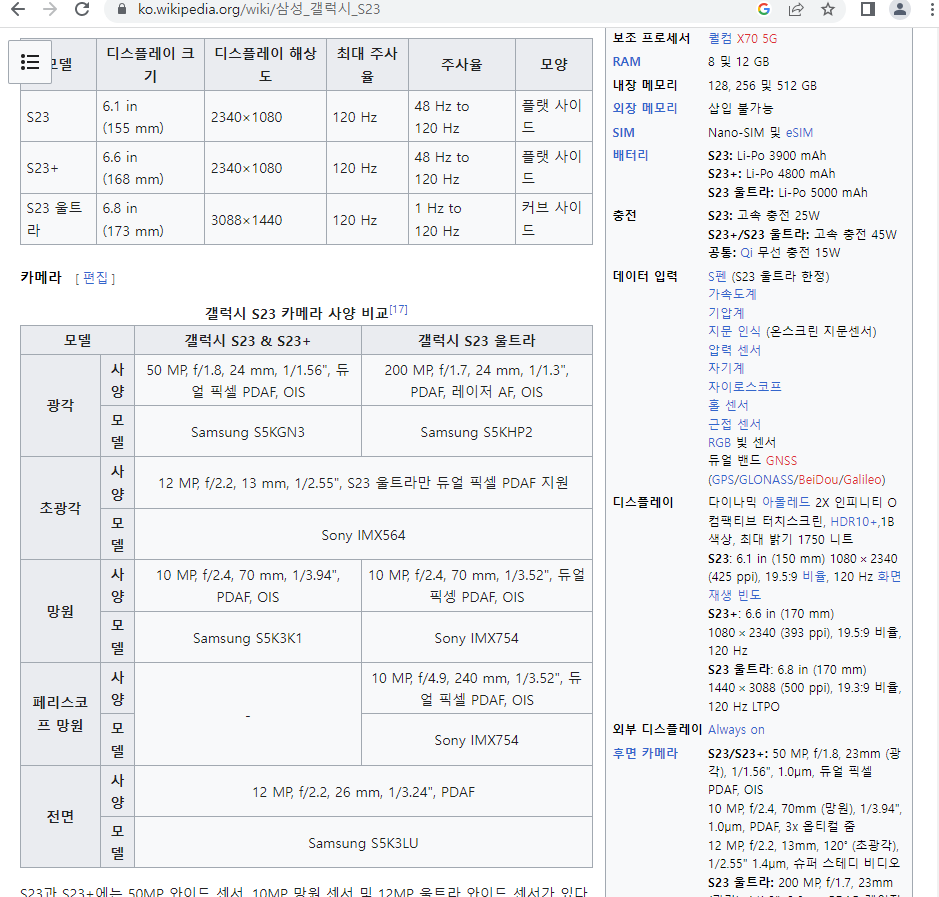 ko.wikipedia.org/wiki/삼성_갤럭시_S23
모델
디스플레이 크
기
디스플레이 해상
도
최대 주사
율
주사율
모양
S23
6.1 in
(155 mm)
2340×1080
120 Hz
48 Hz to
120 Hz
플랫 사이
드
S23+
6.6 in
(168 mm)
2340×1080
120 Hz
48 Hz to
120 Hz
플랫 사이
드
S23 울트
라
6.8 in
(173 mm)
3088×1440
120 Hz
1 Hz to
120 Hz
커브 사이
드
카메라 [ 편집 ]
갤럭시 S23 카메라 사양 비교[17]
모델
갤럭시 S23 & S23+
갤럭시 S23 울트라
광각
사
양
50 MP, f/1.8, 24 mm, 1/1.56", 듀
얼 픽셀 PDAF, OIS
200 MP, f/1.7, 24 mm, 1/1.3",
PDAF, 레이저 AF, OIS
모
델
Samsung S5KGN3
Samsung S5KHP2
초광각
사
양
12 MP, f/2.2, 13 mm, 1/2.55", S23 울트라만 듀얼 픽셀 PDAF 지원
모
델
Sony IMX564
망원
사
양
10 MP, f/2.4, 70 mm, 1/3.94",
PDAF, OIS
10 MP, f/2.4, 70 mm, 1/3.52", 듀얼
픽셍 PDAF, OIS
모
델
Samsung S5K3K1
Sony IMX754
페리스코
프 망원
사
양
-
10 MP, f/4.9, 240 mm, 1/3.52", 듀
얼 픽셀 PDAF, OIS
모
델
Sony IMX754
전면
사
양
12 MP, f/2.2, 26 mm, 1/3.24", PDAF
모
델
Samsung S5K3LU
S23과 S23+에는 50MP 와이드 센서, 10MP 망원 센서 및 12MP 울트라 와이드 센서가 있다
보조 프로세서
퀄컴 X70 5G
RAM
8 및 12 GB
내장 메모리
128, 256 및 512 GB
외장 메모리
삽입 불가능
SIM
Nano-SIM 및 eSIM
배터리
S23: Li-Po 3900 mAh
S23+: Li-Po 4800 mAh
S23 울트라: Li-Po 5000 mAh
충전
S23: 고속 충전 25W
S23+/S23 울트라: 고속 충전 45W
공통: Qi 무선 충전 15W
데이터 입력
S펜 (S23 울트라 한정)
가속도계
기압계
지문 인식 (온스크린 지문센서)
압력 센서
자기계
자이로스코프
홀 센서
근접 센서
RGB 빛 센서
듀얼 밴드 GNSS
(GPS/GLONASS/BeiDou/Galileo)
디스플레이
다이나믹 아몰레드 2X 인피니티 O
컴팩티브 터치스크린, HDR10+,1B
색상, 최대 밝기 1750 니트
S23: 6.1 in (150 mm) 1080 × 2340
(425 ppi), 19.5:9 비율, 120 Hz 화면
재생 빈도
S23+: 6.6 in (170 mm)
1080 × 2340 (393 ppi), 19.5:9 비율,
120 Hz
S23 울트라: 6.8 in (170 mm)
1440 × 3088 (500 ppi), 19.3:9 비율,
120 Hz LTPO
외부 디스플레이
Always on
후면 카메라
S23/S23+: 50 MP, f/1.8, 23mm (광
각), 1/1.56", 1.0μm, 듀얼 픽셀
PDAF, OIS
10 MP, f/2.4, 70mm (망원), 1/3.94",
1.0μm, PDAF, 3x 옵티컬 줌
12 MP, f/2.2, 13mm, 120° (초광각),
1/2.55" 1.4μm, 슈퍼 스테디 비디오
S23 울트라: 200 MP, f/1.7, 23mm